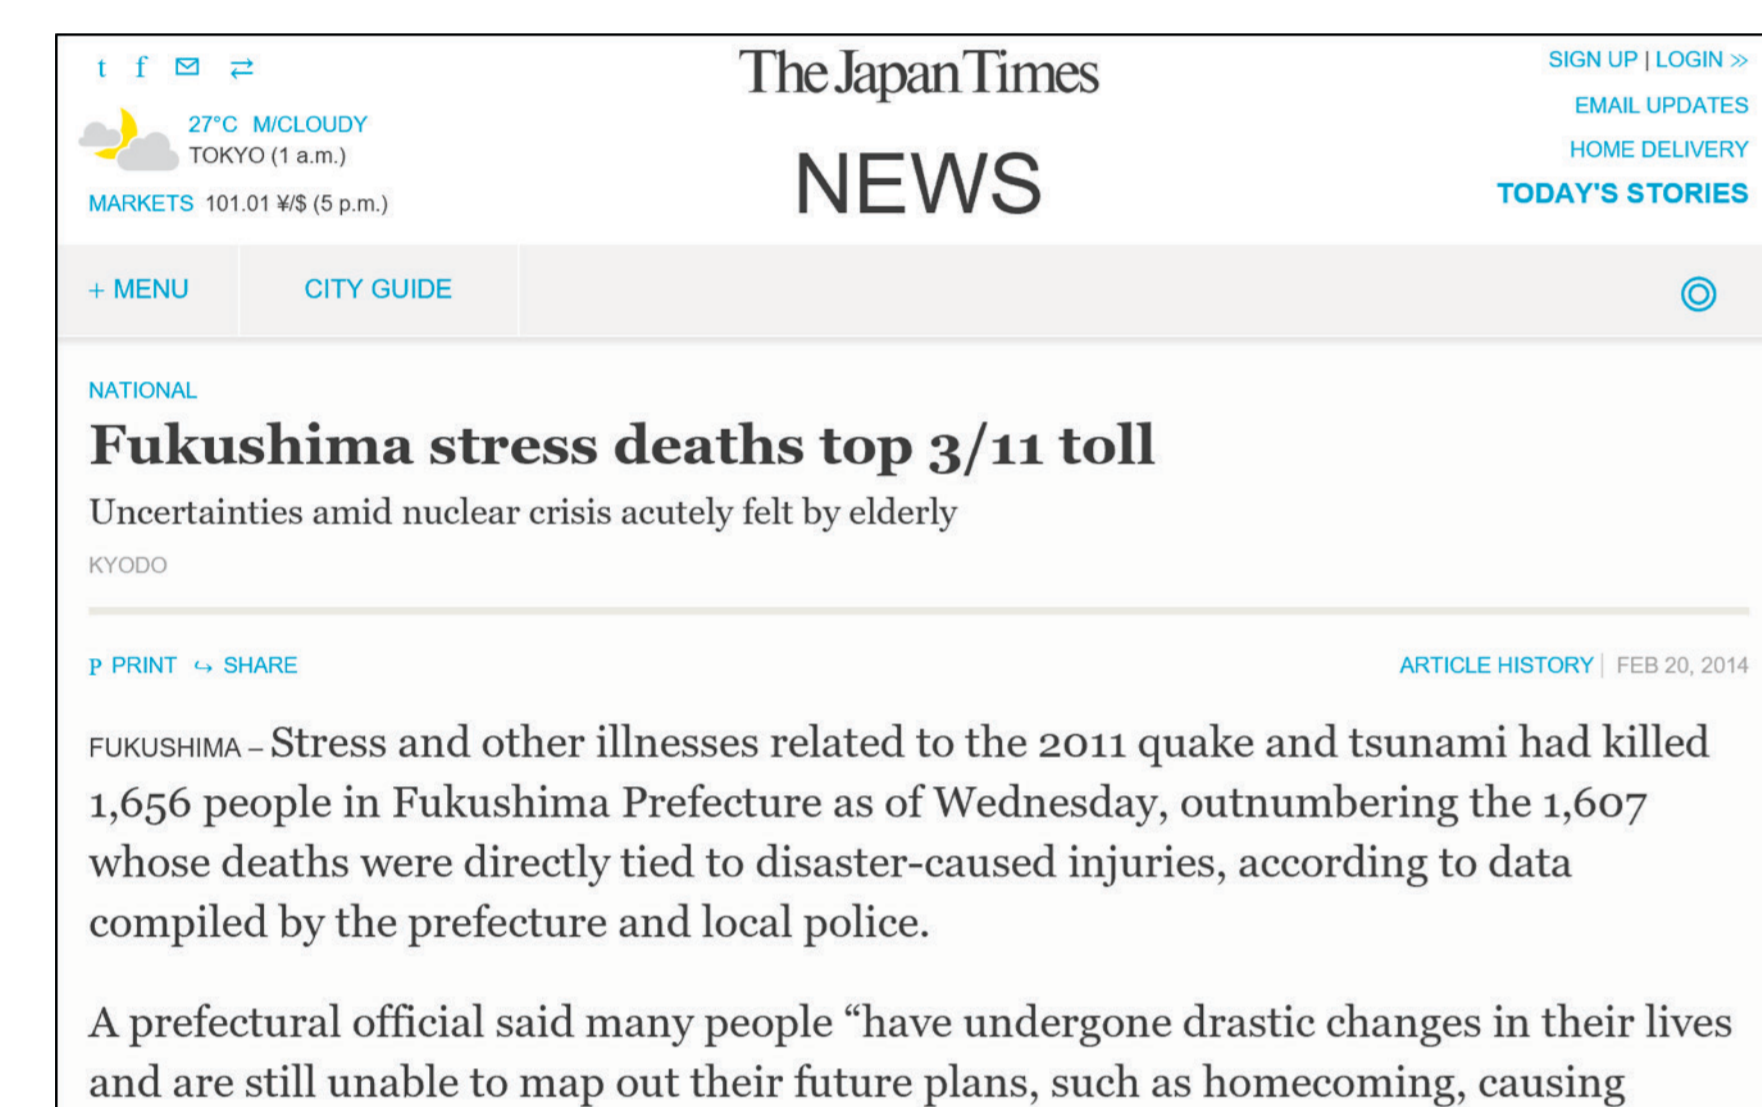 t f
The Japan Times
SIGN UP | LOGIN >>
27°C M/CLOUDY
EMAIL UPDATES
TOKYO (1 a.m.)
NEWS
HOME DELIVERY
MARKETS 101.01 ¥/$ (5 p.m.)
TODAY'S STORIES
+ MENU
CITY GUIDE
NATIONAL
Fukushima stress deaths top 3/11 toll
Uncertainties amid nuclear crisis acutely felt by elderly
KYODO
P PRINT ↪ SHARE
ARTICLE HISTORY | FEB 20, 2014
FUKUSHIMA – Stress and other illnesses related to the 2011 quake and tsunami had killed
1,656 people in Fukushima Prefecture as of Wednesday, outnumbering the 1,607
whose deaths were directly tied to disaster-caused injuries, according to data
compiled by the prefecture and local police.
A prefectural official said many people “have undergone drastic changes in their lives
and are still unable to map out their future plans, such as homecoming, causing